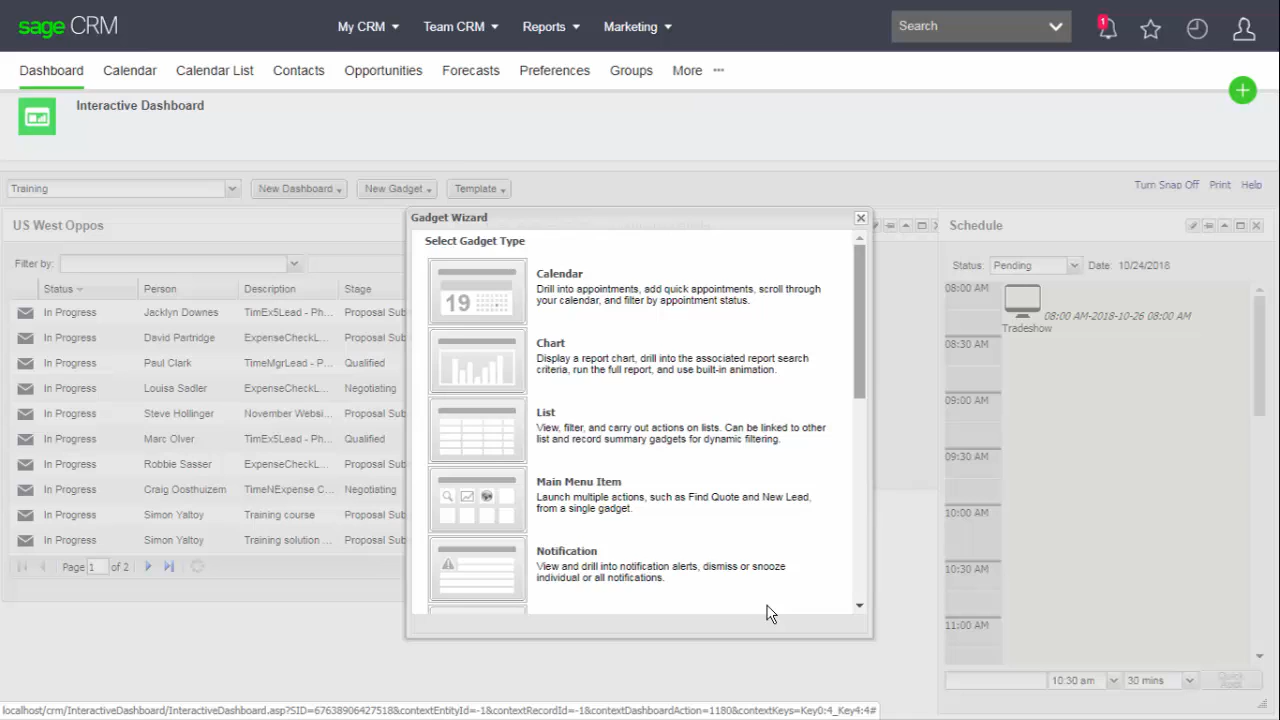 sage CRM
My CRM
Team CRM
Reports
Marketing
Search
1
Dashboard
Calendar
Calendar List
Contacts
Opportunities
Forecasts
Preferences
Groups
More
Interactive Dashboard
Training
New Dashboard
New Gadget
Template
Turn Snap Off
Print
Help
US West Oppos
Filter by:
Status Person Description Stage
In Progress Jacklyn Downes TimEx5Lead - Ph... Proposal Sub
In Progress David Partridge ExpenseCheckL... Proposal Sub
In Progress Paul Clark TimeMgrLead - P... Qualified
In Progress Louisa Sadler ExpenseCheckL... Negotiating
In Progress Steve Hollinger November Websi... Proposal Sub
In Progress Marc Olver TimEx5Lead - Ph... Qualified
In Progress Robbie Sasser ExpenseCheckL... Proposal Sub
In Progress Craig Oosthuizem TimeNExpense C... Negotiating
In Progress Simon Yaltoy Training course Proposal Sub
In Progress Simon Yaltoy Training solution ... Proposal Sub
Page 1 of 2
Gadget Wizard
Select Gadget Type
19
Calendar
Drill into appointments, add quick appointments, scroll through
your calendar, and filter by appointment status.
Chart
Display a report chart, drill into the associated report search
criteria, run the full report, and use built-in animation.
List
View, filter, and carry out actions on lists. Can be linked to other
list and record summary gadgets for dynamic filtering.
Main Menu Item
Launch multiple actions, such as Find Quote and New Lead,
from a single gadget.
Notification
View and drill into notification alerts, dismiss or snooze
individual or all notifications.
Schedule
Status: Pending Date: 10/24/2018
08:00 AM
08:00 AM-2018-10-26 08:00 AM
Tradeshow
08:30 AM
09:00 AM
09:30 AM
10:00 AM
10:30 AM
11:00 AM
10:30 am
30 mins
Quick
Appt
localhost/crm/InteractiveDashboard/InteractiveDashboard.asp?SID=67638906427518&contextEntityId=-1&contextRecordId=-1&contextDashboardAction=1180&contextKeys=Key0:4_Key4:4#